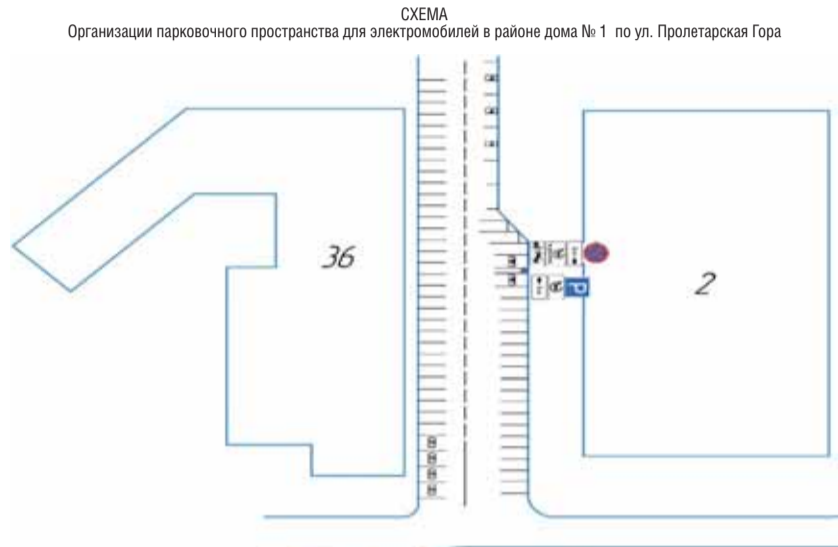 СХЕМА
Организации парковочного пространства для электромобилей в районе дома № 1 по ул. Пролетарская Гора
36
2
P